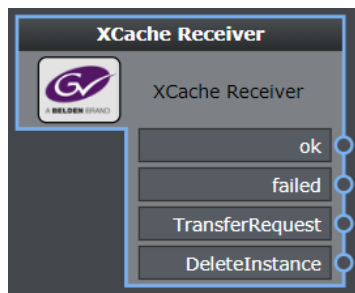 XCache Receiver
GV
A BELDEN BRAND
XCache Receiver
ok
failed
TransferRequest
DeleteInstance